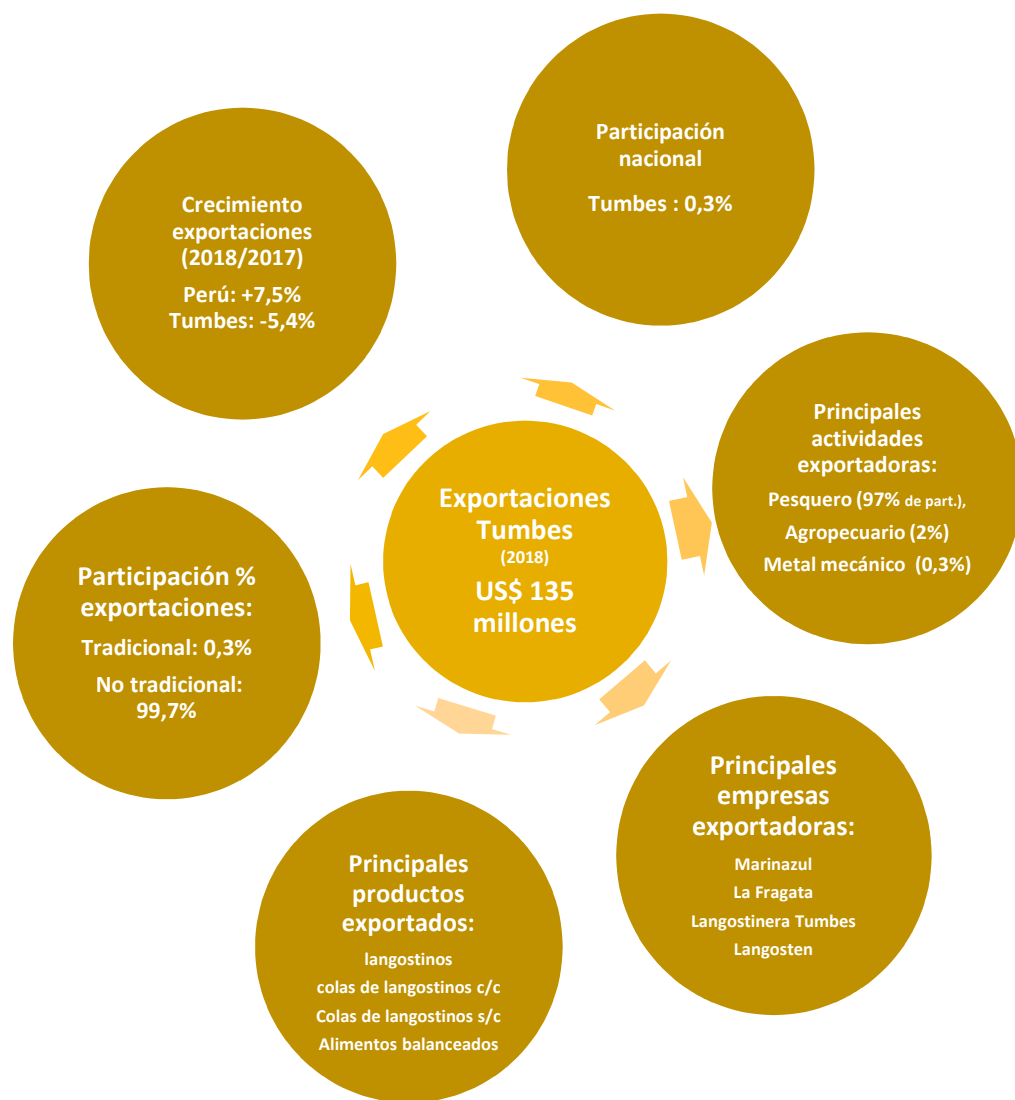 Participación
nacional
Tumbes : 0,3%
Crecimiento
exportaciones
(2018/2017)
Perú: +7,5%
Tumbes: -5,4%
Principales
actividades
exportadoras:
Pesquero (97% de part.),
Agropecuario (2%)
Metal mecánico (0,3%)
Exportaciones
Tumbes
(2018)
US$ 135
millones
Participación %
exportaciones:
Tradicional: 0,3%
No tradicional:
99,7%
Principales
empresas
exportadoras:
Marinazul
La Fragata
Langostinera Tumbes
Langosten
Principales
productos
exportados:
langostinos
colas de langostinos c/c
Colas de langostinos s/c
Alimentos balanceados